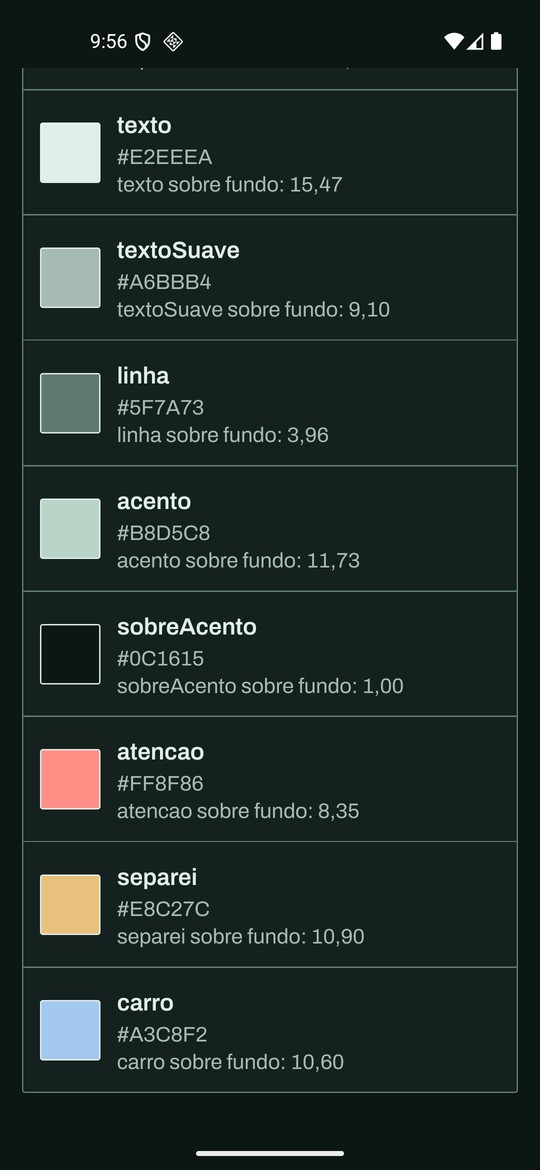 9:56
texto
#E2EEEA
texto sobre fundo: 15,47
textoSuave
#A6BBB4
textoSuave sobre fundo: 9,10
linha
#5F7A73
linha sobre fundo: 3,96
acento
#B8D5C8
acento sobre fundo: 11,73
sobreAcento
#0C1615
sobreAcento sobre fundo: 1,00
atencao
#FF8F86
atencao sobre fundo: 8,35
separei
#E8C27C
separei sobre fundo: 10,90
carro
#A3C8F2
carro sobre fundo: 10,60